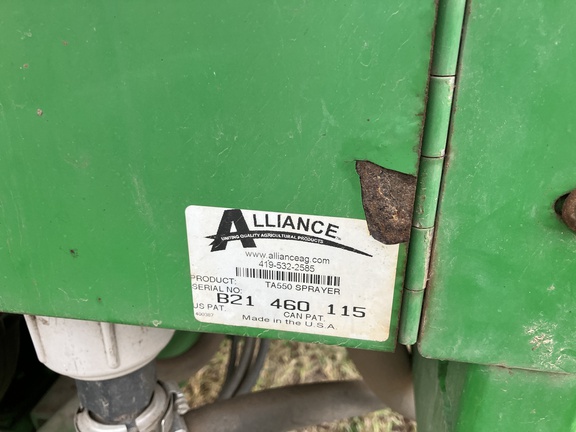 ALLIANCE
UNITING QUALITY AGRICULTURAL PRODUCTS
www.allianceag.com
419-532-2585
PRODUCT: TA550 SPRAYER
SERIAL NO: B21 460 115
US PAT. CAN PAT.
Made in the U.S.A.